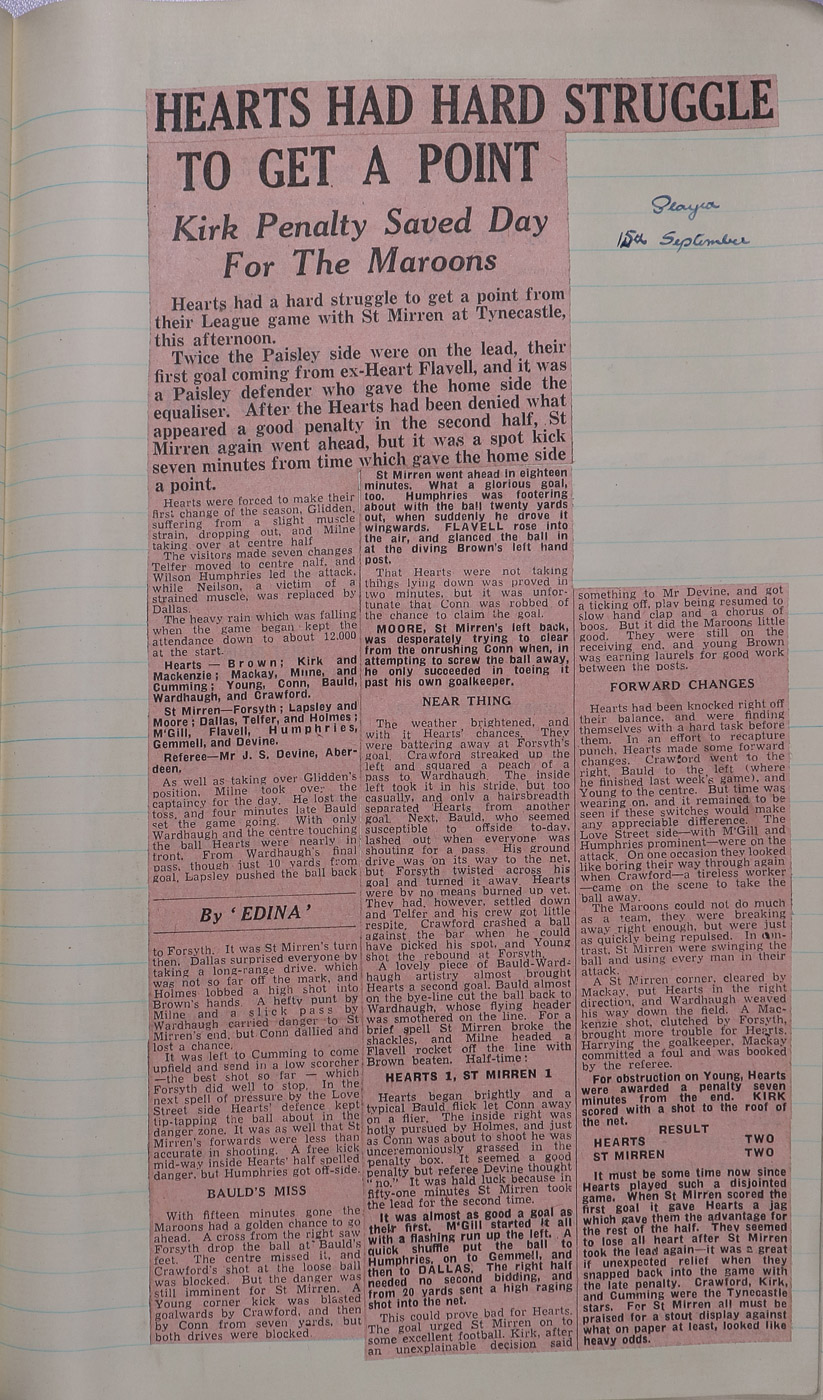 HEARTS HAD HARD STRUGGLE
TO GET A POINT
Kirk Penalty Saved Day
For The Maroons
15th September
Hearts had a hard struggle to get a point from
their League game with St Mirren at Tynecastle,
this afternoon.
Twice the Paisley side were on the lead, their
first goal coming from ex-Heart Flavell, and it was
a Paisley defender who gave the home side the
equaliser. After the Hearts had been denied what
appeared a good penalty in the second half, St
Mirren again went ahead, but it was a spot kick
seven minutes from time which gave the home side
a point.
Hearts were forced to make their
first change of the season, Glidden,
suffering from a slight muscle
strain, dropping out, and Milne
taking over at centre half
The visitors made seven changes
Telfer moved to centre half, and
Wilson Humphries led the attack,
while Neilson, a victim of a
strained muscle, was replaced by
Dallas.
The heavy rain which was falling
when the game began kept the
attendance down to about 12,000
at the start.
Hearts — Brown; Kirk and
Mackenzie; Mackay, Milne, and
Cumming; Young, Conn, Bauld,
Wardhaugh, and Crawford.
St Mirren—Forsyth; Lapsley and
Moore; Dallas, Telfer, and Holmes;
M'Gill, Flavell, Humphries,
Gemmell, and Devine.
Referee—Mr J. S. Devine, Aber-
deen.
As well as taking over Glidden's
position, Milne took over the
captaincy for the day. He lost the
toss, and four minutes late Bauld
set the game going. With only
Wardhaugh and the centre touching
the ball Hearts were nearly in
front. From Wardhaugh's final
pass, though just 10 yards from
goal, Lapsley pushed the ball back
By 'EDINA'
to Forsyth. It was St Mirren's turn
then. Dallas surprised everyone by
taking a long-range drive, which
was not so far off the mark, and
Holmes lobbed a high shot into
Brown's hands. A hefty punt by
Milne and a slick pass by
Wardhaugh carried danger to St
Mirren's end, but Conn dallied and
lost a chance.
It was left to Cumming to come
upfield and send in a low scorcher
—the best shot so far — which
Forsyth did well to stop. In the
next spell of pressure by the Love
Street side Hearts' defence kept
tip-tapping the ball about in the
danger zone. It was as well that St
Mirren's forwards were less than
accurate in shooting. A free kick
mid-way inside Hearts' half spelled
danger, but Humphries got off-side.
BAULD'S MISS
With fifteen minutes gone the
Maroons had a golden chance to go
ahead. A cross from the right saw
Forsyth drop the ball at Bauld's
feet. The centre missed it, and
Crawford's shot at the loose ball
was blocked. But the danger was
still imminent for St Mirren. A
Young corner kick was blasted
goalwards by Crawford, and then
by Conn from seven yards, but
both drives were blocked.
St Mirren went ahead in eighteen
minutes. What a glorious goal,
too. Humphries was footering
about with the ball twenty yards
out, when suddenly he drove it
wingwards. FLAVELL rose into
the air, and glanced the ball in
at the diving Brown's left hand
post.
That Hearts were not taking
things lying down was proved in
two minutes, but it was unfor-
tunate that Conn was robbed of
the chance to claim the goal.
MOORE, St Mirren's left back,
was desperately trying to clear
from the onrushing Conn when, in
attempting to screw the ball away,
he only succeeded in toeing it
past his own goalkeeper.
NEAR THING
The weather brightened, and
with it Hearts' chances. They
were battering away at Forsyth's
goal. Crawford streaked up the
left and squared a peach of a
pass to Wardhaugh. The inside
left took it in his stride, but too
casually, and only a hairsbreadth
separated Hearts from another
goal. Next, Bauld, who seemed
susceptible to offside to-day,
lashed out when everyone was
shouting for a pass. His ground
drive was on its way to the net,
but Forsyth twisted across his
goal and turned it away. Hearts
were by no means burned up yet.
They had, however, settled down
and Telfer and his crew got little
respite. Crawford crashed a ball
against the bar when he could
have picked his spot, and Young
shot the rebound at Forsyth.
A lovely piece of Bauld-Ward-
haugh artistry almost brought
Hearts a second goal. Bauld almost
on the bye-line cut the ball back to
Wardhaugh, whose flying header
was smothered on the line. For a
brief spell St Mirren broke the
shackles, and Milne headed a
Flavell rocket off the line with
Brown beaten. Half-time:
HEARTS 1, ST MIRREN 1
Hearts began brightly and a
typical Bauld flick let Conn away
on a flier. The inside right was
hotly pursued by Holmes, and just
as Conn was about to shoot he was
unceremoniously grassed in the
penalty box. It seemed a good
penalty but referee Devine thought
"no." It was hald luck because in
fifty-one minutes St Mirren took
the lead for the second time.
It was almost as good a goal as
their first. M'Gill started it all
with a flashing run up the left. A
quick shuffle put the ball to
Humphries, on to Gemmell, and
then to DALLAS. The right half
needed no second bidding, and
from 20 yards sent a high raging
shot into the net.
This could prove bad for Hearts.
The goal urged St Mirren on to
some excellent football. Kirk, after
an unexplainable decision said
something to Mr Devine, and got
a ticking off, play being resumed to
slow hand clap and a chorus of
boos. But it did the Maroons little
good. They were still on the
receiving end, and young Brown
was earning laurels for good work
between the posts.
FORWARD CHANGES
Hearts had been knocked right off
their balance, and were finding
themselves with a hard task before
them. In an effort to recapture
punch, Hearts made some forward
changes. Crawford went to the
right, Bauld to the left (where
he finished last week's game), and
Young to the centre. But time was
wearing on, and it remained to be
seen if these switches would make
any appreciable difference. The
Love Street side—with M'Gill and
Humphries prominent—were on the
attack. On one occasion they looked
like boring their way through again
when Crawford—a tireless worker
—came on the scene to take the
ball away.
The Maroons could not do much
as a team, they were breaking
away right enough, but were just
as quickly being repulsed. In con-
trast, St Mirren were swinging the
ball and using every man in their
attack.
A St Mirren corner, cleared by
Mackay, put Hearts in the right
direction, and Wardhaugh weaved
his way down the field. A Mac-
kenzie shot, clutched by Forsyth,
brought more trouble for Hearts.
Harrying the goalkeeper, Mackay
committed a foul and was booked
by the referee.
For obstruction on Young, Hearts
were awarded a penalty seven
minutes from the end. KIRK
scored with a shot to the roof of
the net.
RESULT
HEARTS TWO
ST MIRREN TWO
It must be some time now since
Hearts played such a disjointed
game. When St Mirren scored the
first goal it gave Hearts a jag
which gave them the advantage for
the rest of the half. They seemed
to lose all heart after St Mirren
took the lead again—it was a great
if unexpected relief when they
snapped back into the game with
the late penalty. Crawford, Kirk,
and Cumming were the Tynecastle
stars. For St Mirren all must be
praised for a stout display against
what on paper at least, looked like
heavy odds.